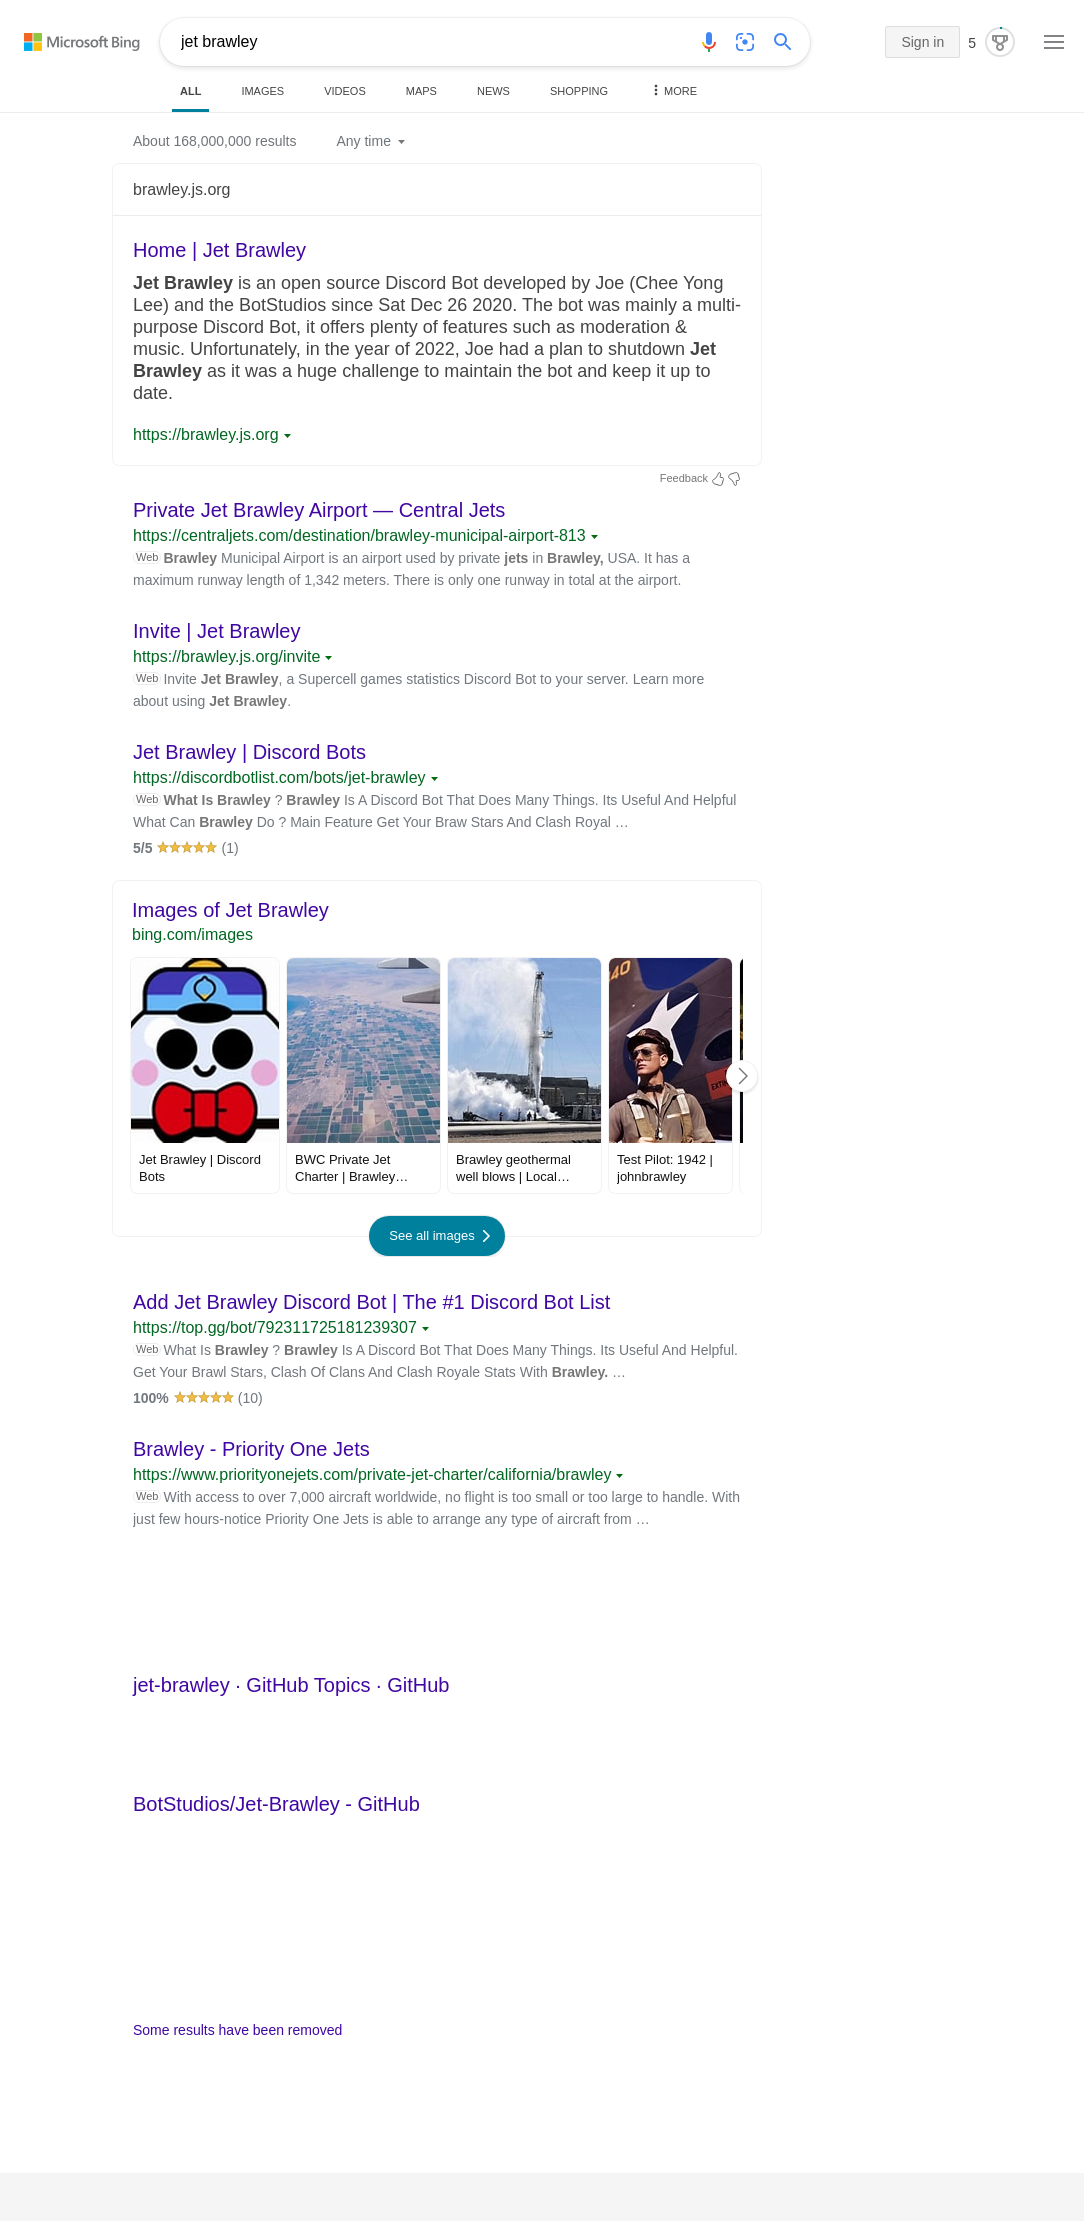 Microsoft Bing
jet brawley
Sign in
5
ALL
IMAGES
VIDEOS
MAPS
NEWS
SHOPPING
MORE
About 168,000,000 results
Any time
brawley.js.org
Home | Jet Brawley
Jet Brawley is an open source Discord Bot developed by Joe (Chee Yong
Lee) and the BotStudios since Sat Dec 26 2020. The bot was mainly a multi-
purpose Discord Bot, it offers plenty of features such as moderation &
music. Unfortunately, in the year of 2022, Joe had a plan to shutdown Jet
Brawley as it was a huge challenge to maintain the bot and keep it up to
date.
https://brawley.js.org
Feedback
Private Jet Brawley Airport — Central Jets
https://centraljets.com/destination/brawley-municipal-airport-813
Web Brawley Municipal Airport is an airport used by private jets in Brawley, USA. It has a
maximum runway length of 1,342 meters. There is only one runway in total at the airport.
Invite | Jet Brawley
https://brawley.js.org/invite
Web Invite Jet Brawley, a Supercell games statistics Discord Bot to your server. Learn more
about using Jet Brawley.
Jet Brawley | Discord Bots
https://discordbotlist.com/bots/jet-brawley
Web What Is Brawley ? Brawley Is A Discord Bot That Does Many Things. Its Useful And Helpful
What Can Brawley Do ? Main Feature Get Your Braw Stars And Clash Royal …
5/5 (1)
Images of Jet Brawley
bing.com/images
40
EXTIN
Jet Brawley | Discord
Bots
BWC Private Jet
Charter | Brawley…
Brawley geothermal
well blows | Local…
Test Pilot: 1942 |
johnbrawley
See all images
Add Jet Brawley Discord Bot | The #1 Discord Bot List
https://top.gg/bot/792311725181239307
Web What Is Brawley ? Brawley Is A Discord Bot That Does Many Things. Its Useful And Helpful.
Get Your Brawl Stars, Clash Of Clans And Clash Royale Stats With Brawley. …
100% (10)
Brawley - Priority One Jets
https://www.priorityonejets.com/private-jet-charter/california/brawley
Web With access to over 7,000 aircraft worldwide, no flight is too small or too large to handle. With
just few hours-notice Priority One Jets is able to arrange any type of aircraft from …
jet-brawley · GitHub Topics · GitHub
BotStudios/Jet-Brawley - GitHub
Some results have been removed